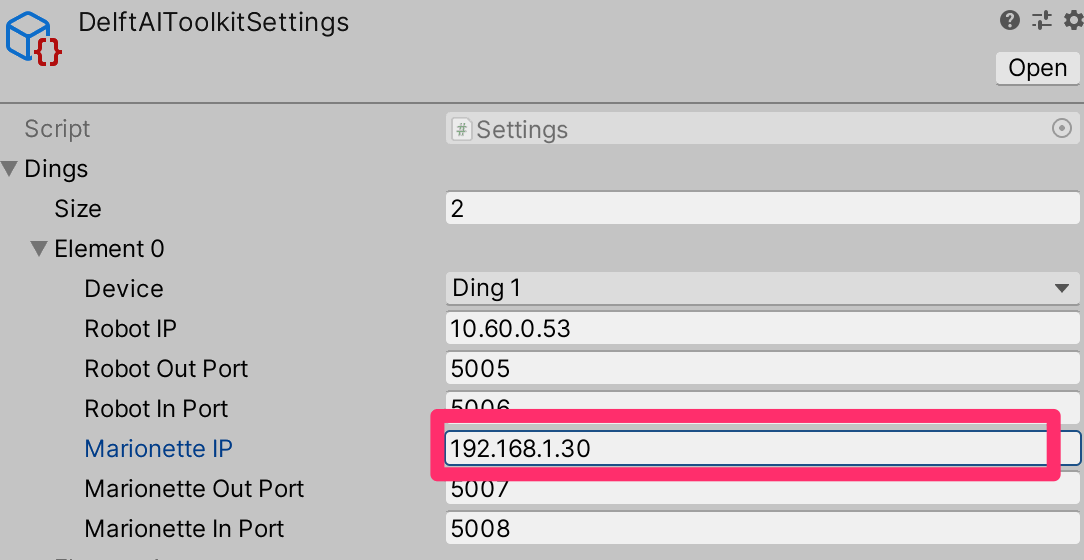 DelftAIToolkitSettings
Open
Script # Settings
Dings
Size 2
Element 0
Device Ding 1
Robot IP 10.60.0.53
Robot Out Port 5005
Robot In Port 5006
Marionette IP 192.168.1.30
Marionette Out Port 5007
Marionette In Port 5008